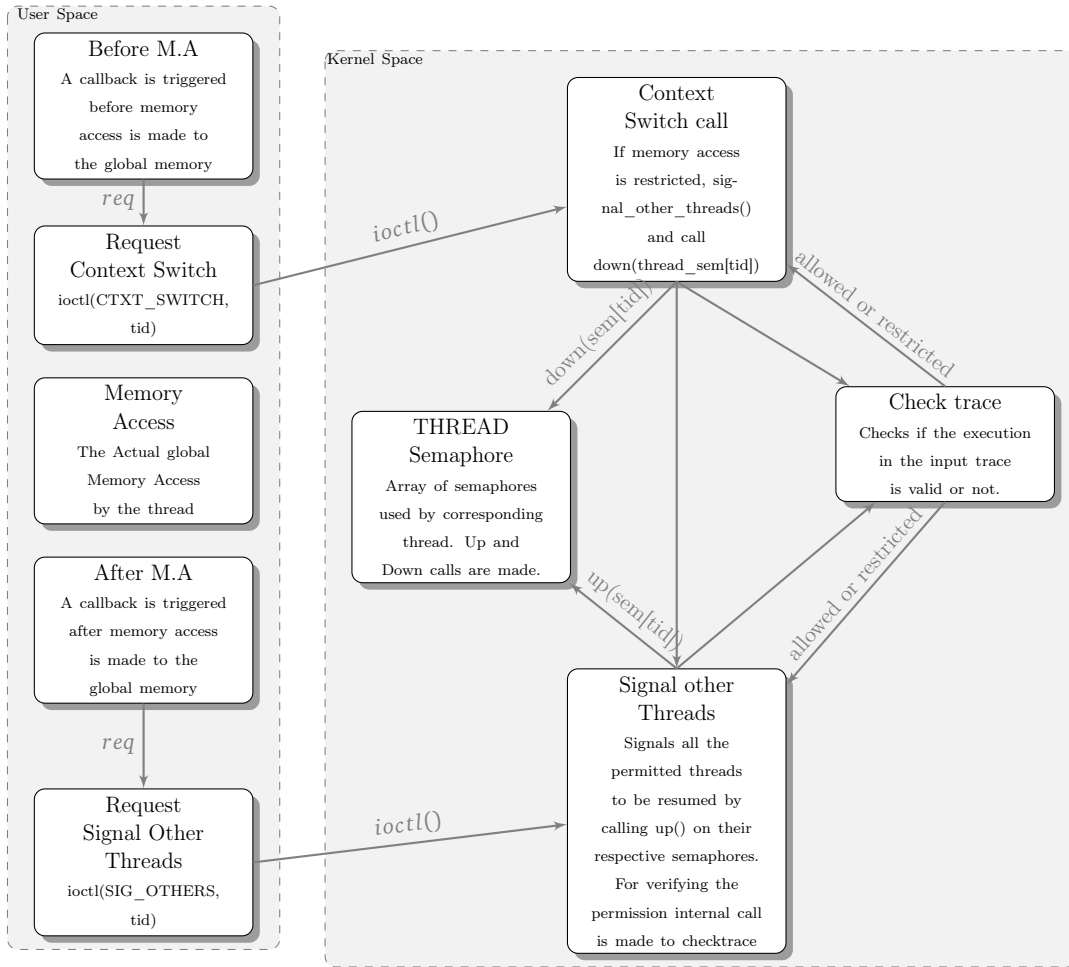 User Space
Before M.A
A callback is triggered
before memory
access is made to
the global memory
req
Request
Context Switch
ioctl(CTXT_SWITCH,
tid)
Memory
Access
The Actual global
Memory Access
by the thread
After M.A
A callback is triggered
after memory access
is made to the
global memory
req
Request
Signal Other
Threads
ioctl(SIG_OTHERS,
tid)
ioctl()
ioctl()
Kernel Space
Context
Switch call
If memory access
is restricted, sig-
nal_other_threads()
and call
down(thread_sem[tid])
allowed or restricted
down(sem[tid])
Check trace
Checks if the execution
in the input trace
is valid or not.
THREAD
Semaphore
Array of semaphores
used by corresponding
thread. Up and
Down calls are made.
up(sem[tid])
allowed or restricted
Signal other
Threads
Signals all the
permitted threads
to be resumed by
calling up() on their
respective semaphores.
For verifying the
permission internal call
is made to checktrace